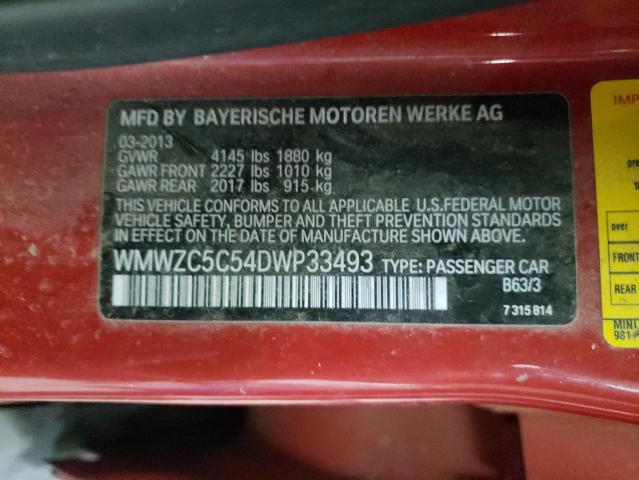 MFD BY BAYERISCHE MOTOREN WERKE AG
03-2013
GVWR 4145 lbs 1880 kg
GAWR FRONT 2227 lbs 1010 kg
GAWR REAR 2017 lbs 915 kg
THIS VEHICLE CONFORMS TO ALL APPLICABLE U.S.FEDERAL MOTOR
VEHICLE SAFETY, BUMPER AND THEFT PREVENTION STANDARDS
IN EFFECT ON THE DATE OF MANUFACTURE SHOWN ABOVE.
WMWZC5C54DWP33493 TYPE: PASSENGER CAR
B63/3
7 315 814
over
FRONT
REAR
MINI